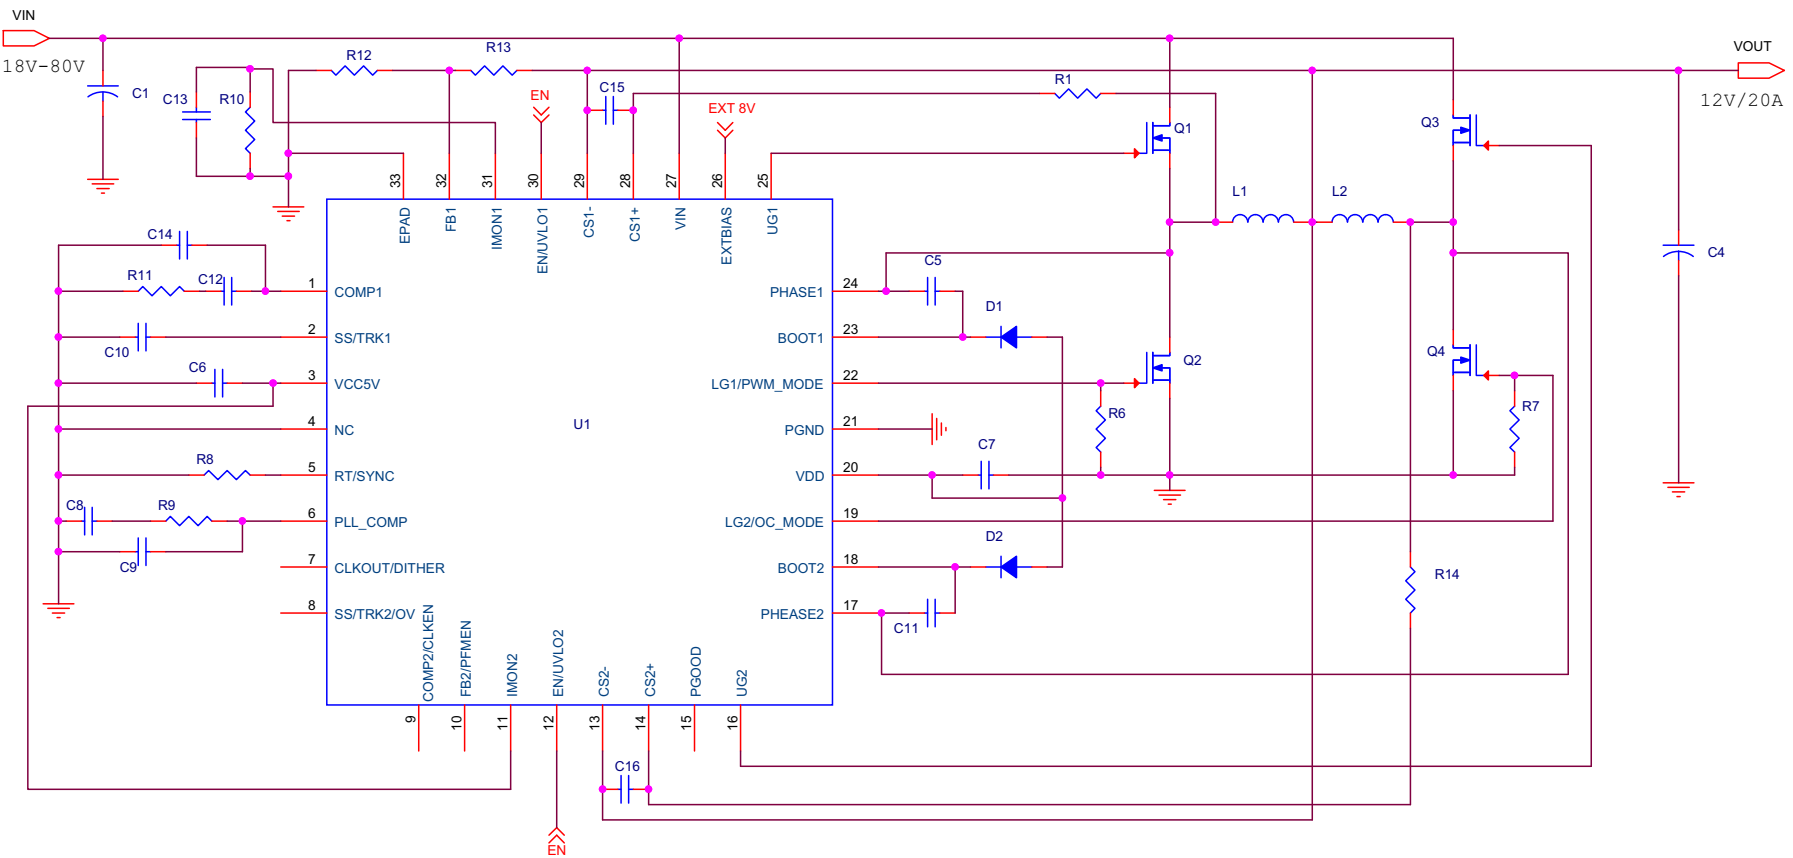 VIN
18V-80V
C1
C13
R10
R12
R13
EN
C15
EXT 8V
R1
Q1
Q3
VOUT
12V/20A
33
32
31
30
29
28
27
26
25
EPAD
FB1
IMON1
EN/UVLO1
CS1-
CS1+
VIN
EXTBIAS
UG1
L1
L2
C4
C14
R11
C12
1
COMP1
PHASE1
24
C5
D1
C10
2
SS/TRK1
BOOT1
23
Q2
Q4
C6
3
VCC5V
LG1/PWM_MODE
22
R6
R7
U1
4
NC
PGND
21
C7
R8
5
RT/SYNC
VDD
20
C8
R9
6
PLL_COMP
LG2/OC_MODE
19
C9
D2
7
CLKOUT/DITHER
BOOT2
18
R14
8
SS/TRK2/OV
PHEASE2
17
C11
COMP2/CLKEN
FB2/PFMEN
IMON2
EN/UVLO2
CS2-
CS2+
PGOOD
UG2
9
10
11
12
13
14
15
16
C16
EN